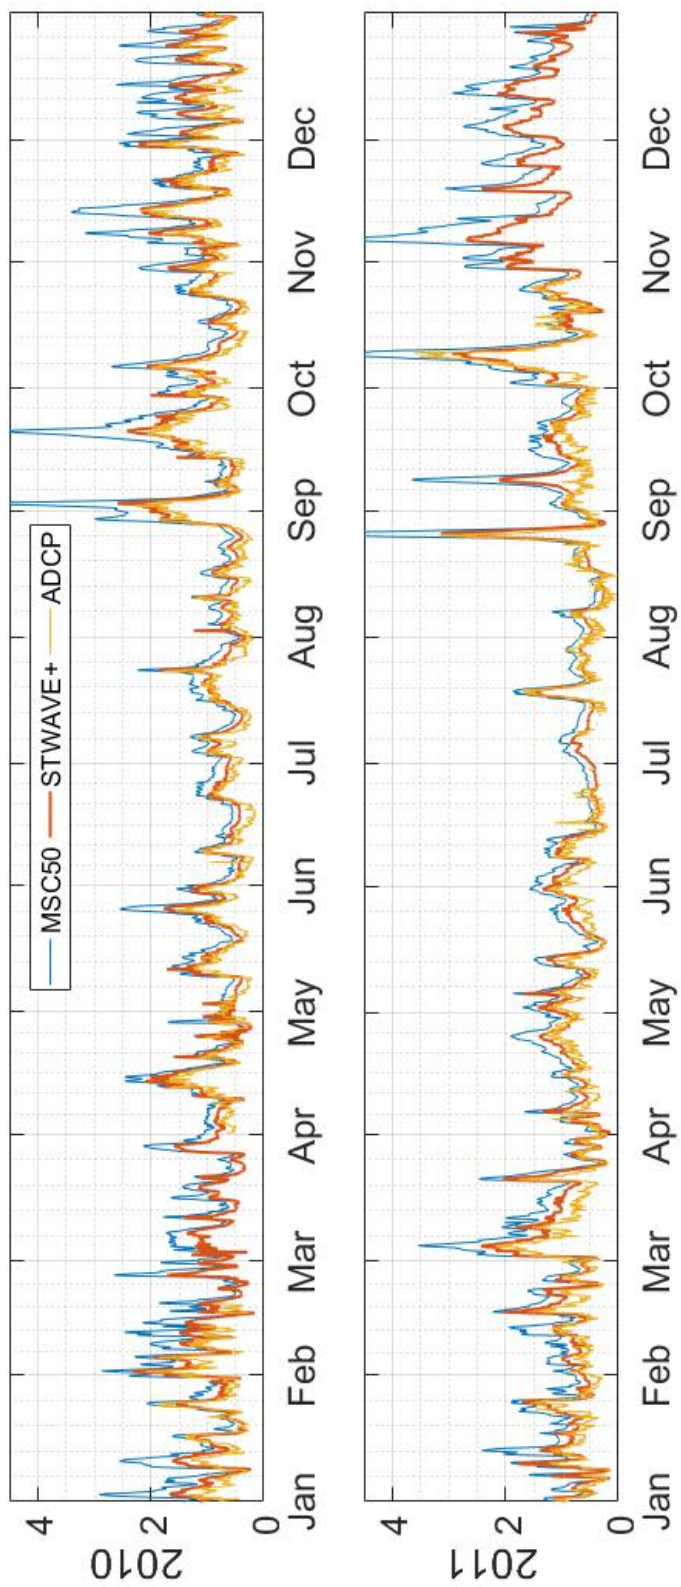 MSC50 STWAVE+ ADCP
2010
4
2
0
Jan Feb Mar Apr May Jun Jul Aug Sep Oct Nov Dec
2011
4
2
0
Jan Feb Mar Apr May Jun Jul Aug Sep Oct Nov Dec